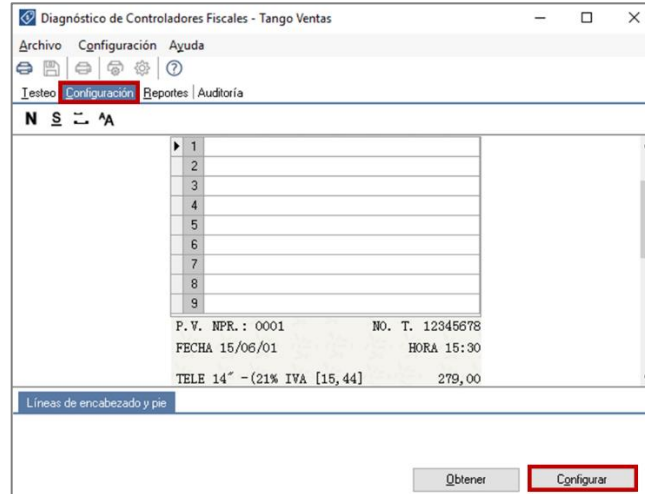 Diagnóstico de Controladores Fiscales - Tango Ventas
Archivo Configuración Ayuda
Testeo Configuración Reportes Auditoría
N S AA
1
2
3
4
5
6
7
8
9
P.V. NPR.: 0001 NO. T. 12345678
FECHA 15/06/01 HORA 15:30
TELE 14˝ -(21% IVA [15,44] 279,00
Líneas de encabezado y pie
Obtener Configurar